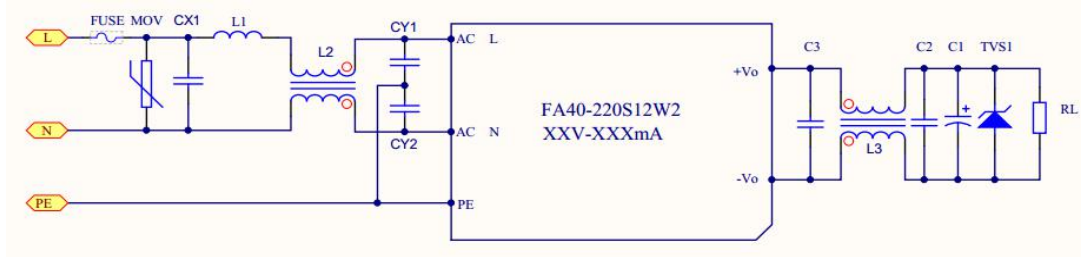 FUSE MOV CX1 L1
L
L2
CY1
AC L
C3 C2 C1 TVS1
+Vo
FA40-220S12W2
XXV-XXXmA
+
RL
N
AC N
CY2
L3
-Vo
PE
PE